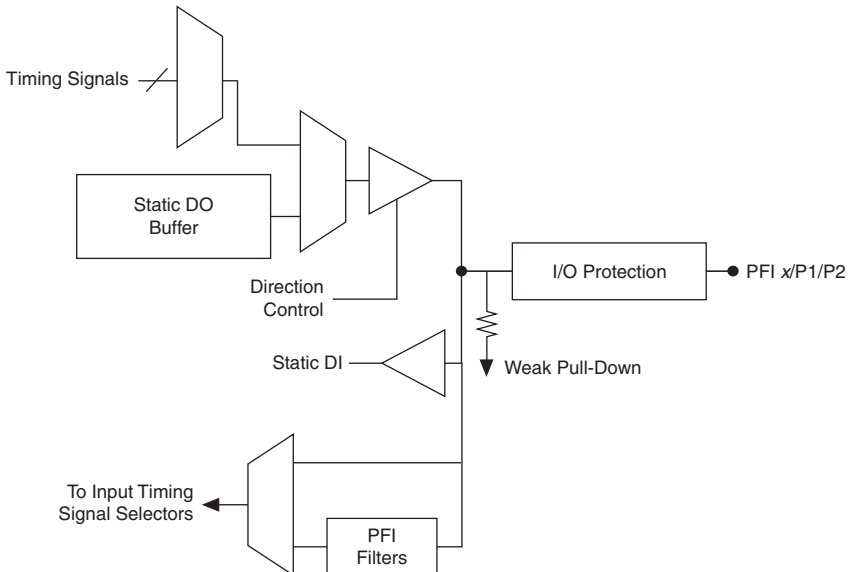 Timing Signals
Static DO
Buffer
I/O Protection
PFI x/P1/P2
Direction
Control
Static DI
Weak Pull-Down
To Input Timing
Signal Selectors
PFI
Filters